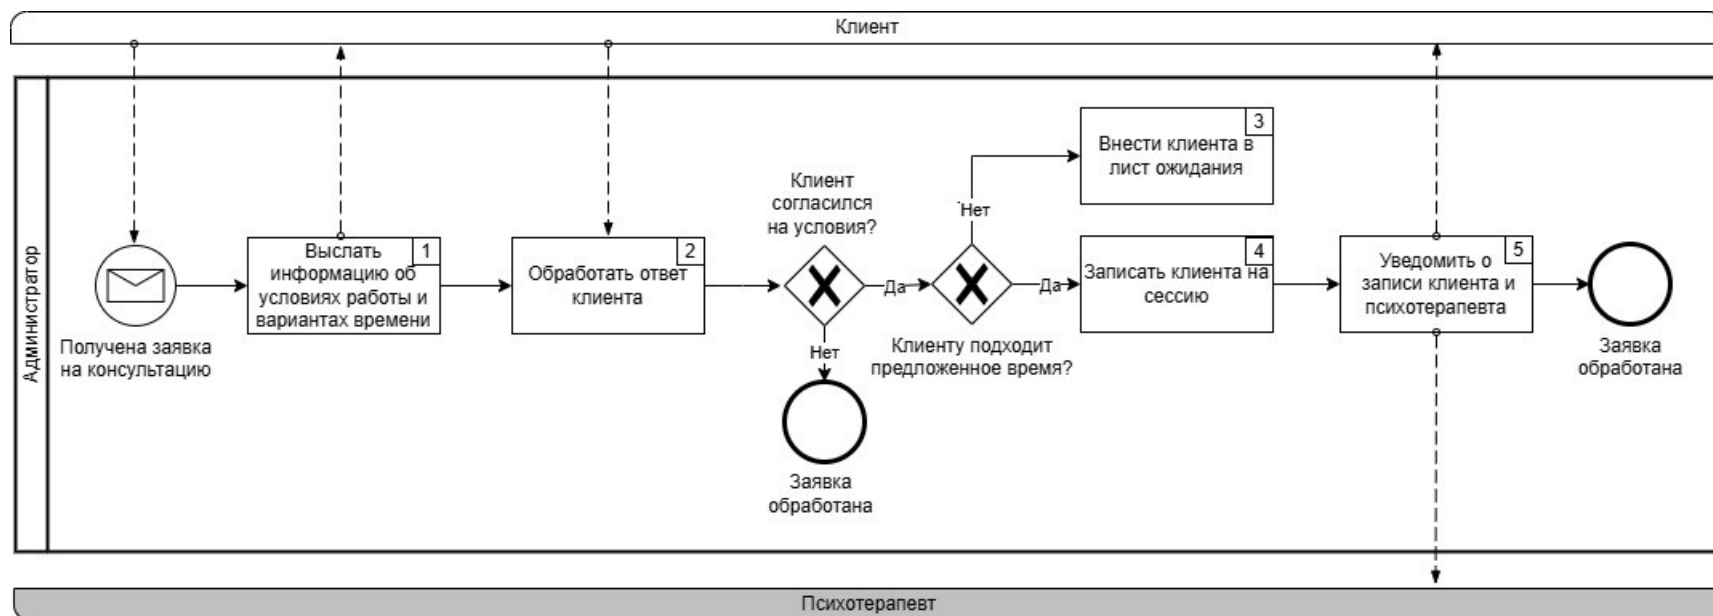 Клиент
Администратор
Получена заявка
на консультацию
1
Выслать
информацию об
условиях работы и
вариантах времени
2
Обработать ответ
клиента
Клиент
согласился
на условия?
Да
Нет
Заявка
обработана
Клиенту подходит
предложенное время?
Нет
Да
3
Внести клиента в
лист ожидания
4
Записать клиента на
сессию
5
Уведомить о
записи клиента и
психотерапевта
Заявка
обработана
Психотерапевт